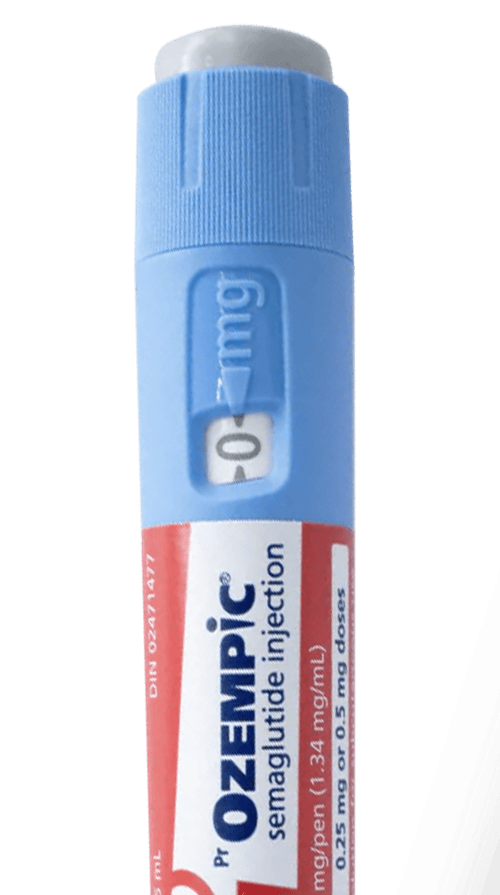 mg
0
DIN 02471477
Pr OZEMPIC®
semaglutide injection
mg/pen (1.34 mg/mL)
0.25 mg or 0.5 mg doses
mL